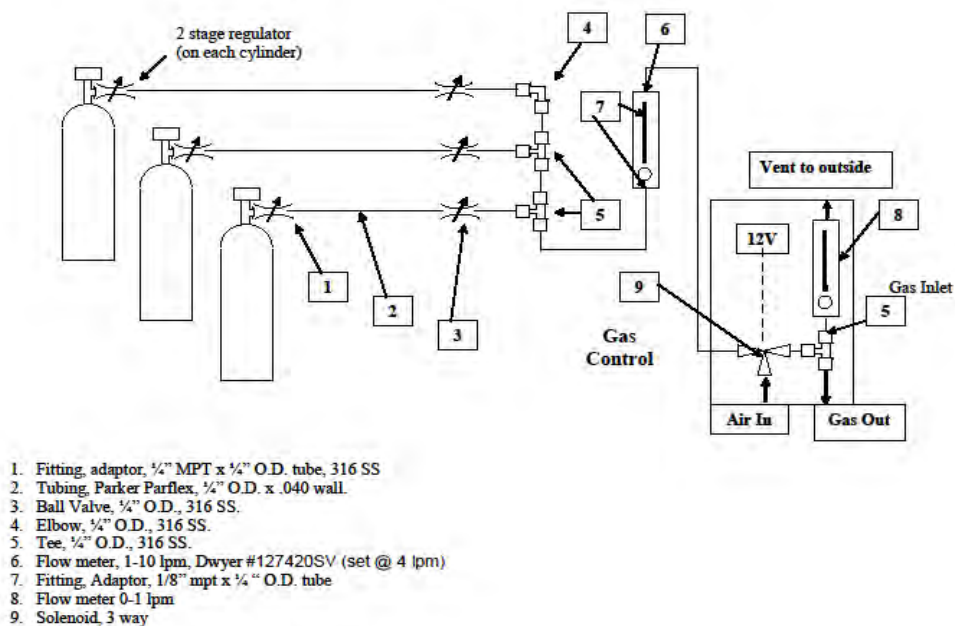 2 stage regulator
(on each cylinder)
4
6
7
Vent to outside
5
8
12V
1
9
Gas Inlet
5
2
3
Gas
Control
Air In
Gas Out
1. Fitting, adaptor, ¼” MPT x ¼” O.D. tube, 316 SS
2. Tubing, Parker Parflex, ¼” O.D. x .040 wall.
3. Ball Valve, ¼” O.D., 316 SS.
4. Elbow, ¼” O.D., 316 SS.
5. Tee, ¼” O.D., 316 SS.
6. Flow meter, 1-10 lpm, Dwyer #127420SV (set @ 4 lpm)
7. Fitting, Adaptor, 1/8” mpt x ¼ “ O.D. tube
8. Flow meter 0-1 lpm
9. Solenoid, 3 way